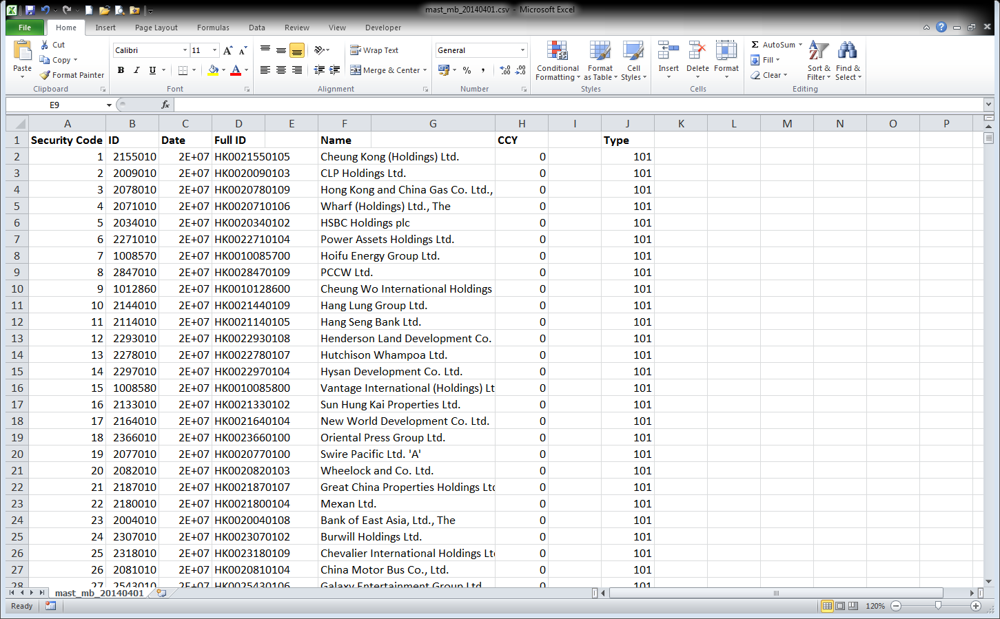 mast_mb_20140401.csv - Microsoft Excel
File Home Insert Page Layout Formulas Data Review View Developer
Paste Cut Copy Format Painter Clipboard
Calibri 11 A A B I U A Font
Wrap Text Merge & Center Alignment
General % , .00 Number
Conditional Formatting Format as Table Cell Styles Styles
Insert Delete Format Cells
Σ AutoSum Fill Clear Sort & Filter Find & Select Editing
E9 fx
A B C D E F G H I J K L M N O P
1 Security Code ID Date Full ID Name CCY Type
2 1 2155010 2E+07 HK0021550105 Cheung Kong (Holdings) Ltd. 0 101
3 2 2009010 2E+07 HK0020090103 CLP Holdings Ltd. 0 101
4 3 2078010 2E+07 HK0020780109 Hong Kong and China Gas Co. Ltd., 0 101
5 4 2071010 2E+07 HK0020710106 Wharf (Holdings) Ltd., The 0 101
6 5 2034010 2E+07 HK0020340102 HSBC Holdings plc 0 101
7 6 2271010 2E+07 HK0022710104 Power Assets Holdings Ltd. 0 101
8 7 1008570 2E+07 HK0010085700 Hoifu Energy Group Ltd. 0 101
9 8 2847010 2E+07 HK0028470109 PCCW Ltd. 0 101
10 9 1012860 2E+07 HK0010128600 Cheung Wo International Holdings 0 101
11 10 2144010 2E+07 HK0021440109 Hang Lung Group Ltd. 0 101
12 11 2114010 2E+07 HK0021140105 Hang Seng Bank Ltd. 0 101
13 12 2293010 2E+07 HK0022930108 Henderson Land Development Co. 0 101
14 13 2278010 2E+07 HK0022780107 Hutchison Whampoa Ltd. 0 101
15 14 2297010 2E+07 HK0022970104 Hysan Development Co. Ltd. 0 101
16 15 1008580 2E+07 HK0010085800 Vantage International (Holdings) Lt 0 101
17 16 2133010 2E+07 HK0021330102 Sun Hung Kai Properties Ltd. 0 101
18 17 2164010 2E+07 HK0021640104 New World Development Co. Ltd. 0 101
19 18 2366010 2E+07 HK0023660100 Oriental Press Group Ltd. 0 101
20 19 2077010 2E+07 HK0020770100 Swire Pacific Ltd. 'A' 0 101
21 20 2082010 2E+07 HK0020820103 Wheelock and Co. Ltd. 0 101
22 21 2187010 2E+07 HK0021870107 Great China Properties Holdings Ltd 0 101
23 22 2180010 2E+07 HK0021800104 Mexan Ltd. 0 101
24 23 2004010 2E+07 HK0020040108 Bank of East Asia, Ltd., The 0 101
25 24 2307010 2E+07 HK0023070102 Burwill Holdings Ltd. 0 101
26 25 2318010 2E+07 HK0023180109 Chevalier International Holdings Ltd 0 101
27 26 2081010 2E+07 HK0020810104 China Motor Bus Co., Ltd. 0 101
28 27 2543010 2E+07 HK0025430106 Galaxy Entertainment Group Ltd. 0 101
mast_mb_20140401
Ready 120%